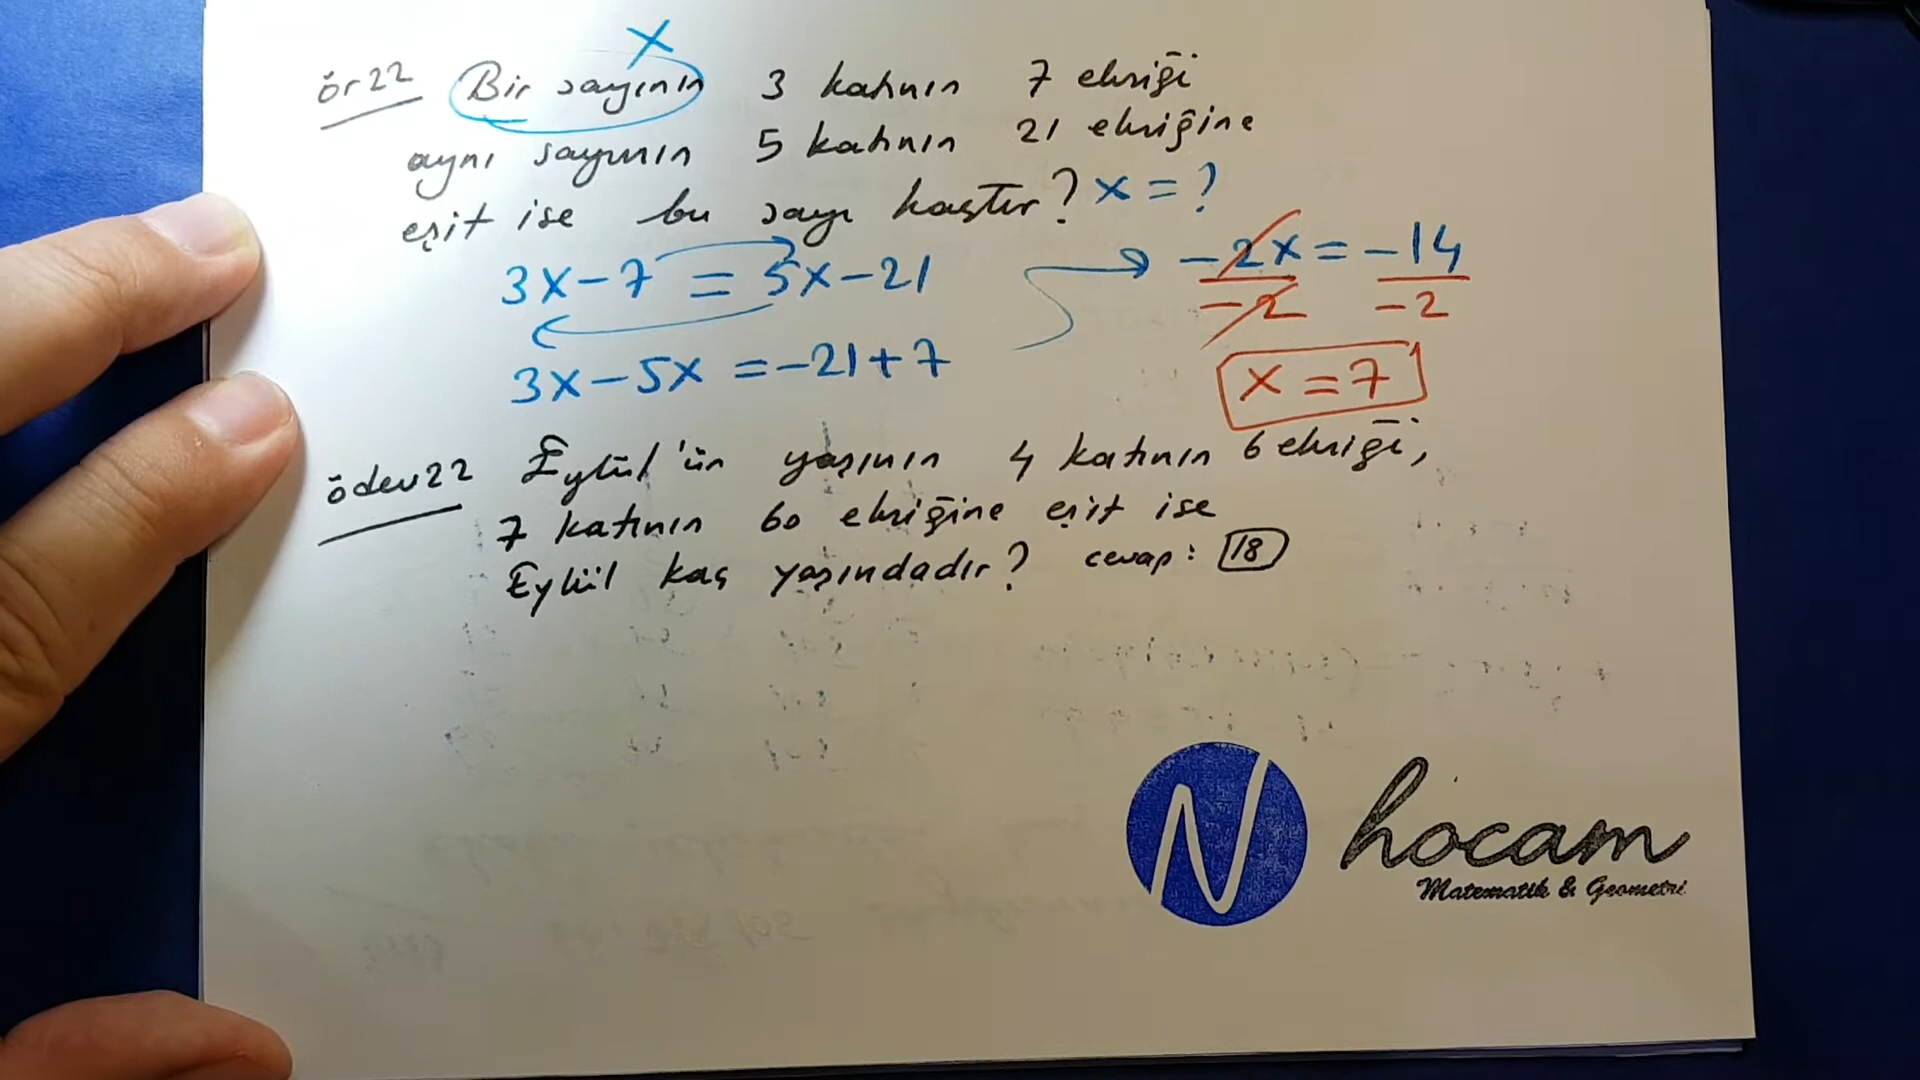 x
ör22 Bir sayının 3 katının 7 eksiği
aynı sayının 5 katının 21 eksiğine
eşit ise bu sayı kaçtır? x = ?
3x-7 = 5x-21
3x-5x = -21+7
-2x = -14
-2 -2
x = 7
ödev22 Eylül'ün yaşının 4 katının 6 eksiği,
7 katının 60 eksiğine eşit ise
Eylül kaç yaşındadır? cevap: 18
N hocam
Matematik & Geometri